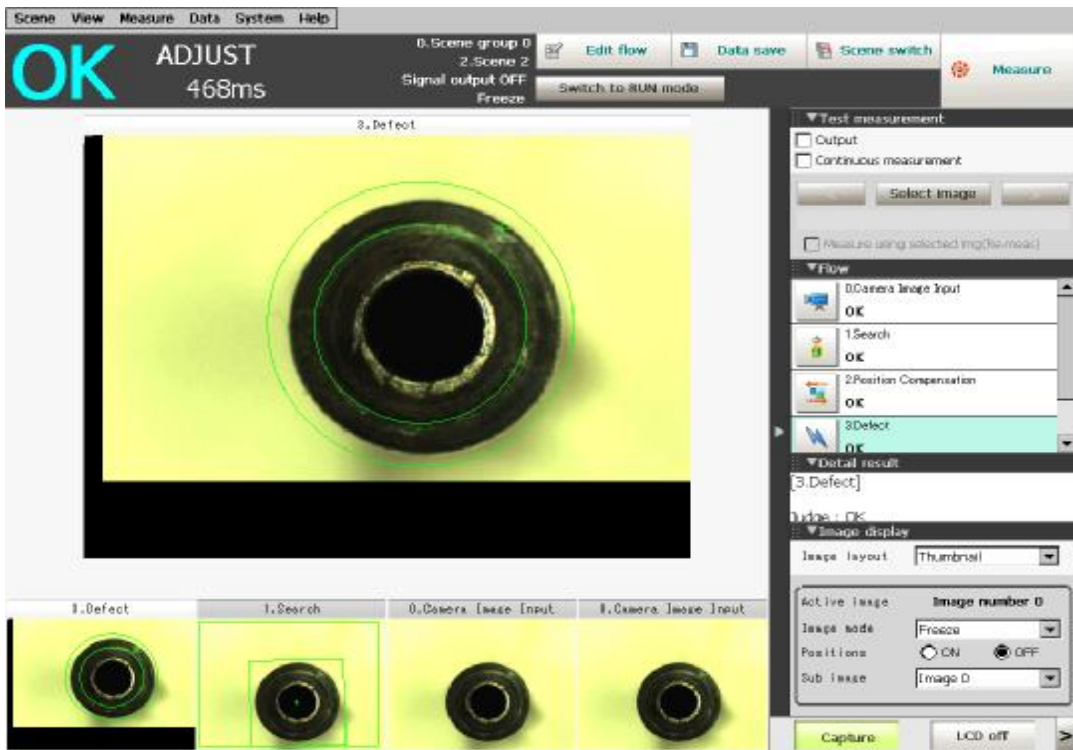 Scene View Measure Data System Help
OK
ADJUST
468ms
0.Scene group 0
2.Scene 2
Signal output OFF
Freeze
Edit flow
Data save
Scene switch
Switch to RUN mode
Measure
3.Defect
▼Test measurement
Output
Continuous measurement
Select image
Measure using selected img(Re-meas)
▼Flow
0.Camera Image Input
OK
1.Search
OK
2.Position Compensation
OK
3.Defect
OK
▼Detail result
[3.Defect]
Judge : OK
▼Image display
Image layout Thumbnail
Active image Image number 0
Image mode Freeze
Positions ON OFF
Sub image Image 0
3.Defect 1.Search 0.Camera Image Input 0.Camera Image Input
Capture LCD off >